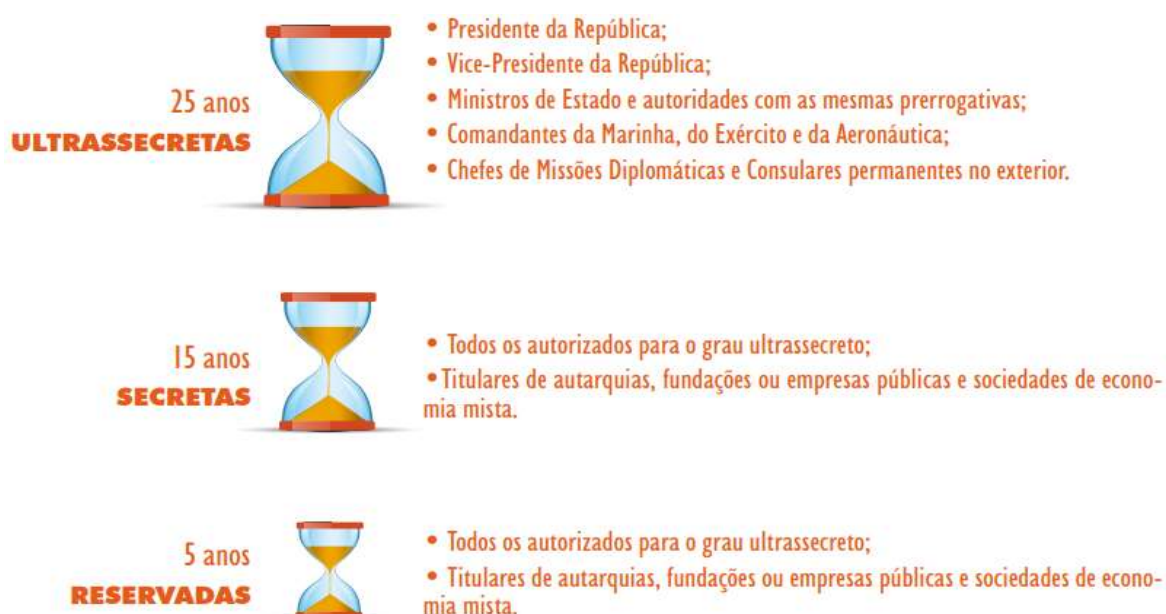 • Presidente da República;
• Vice-Presidente da República;
25 anos
• Ministros de Estado e autoridades com as mesmas prerrogativas;
ULTRASSECRETAS
• Comandantes da Marinha, do Exército e da Aeronáutica;
• Chefes de Missões Diplomáticas e Consulares permanentes no exterior.
15 anos
SECRETAS
• Todos os autorizados para o grau ultrassecreto;
•Titulares de autarquias, fundações ou empresas públicas e sociedades de econo-
mia mista.
5 anos
RESERVADAS
• Todos os autorizados para o grau ultrassecreto;
• Titulares de autarquias, fundações ou empresas públicas e sociedades de econo-
mia mista.